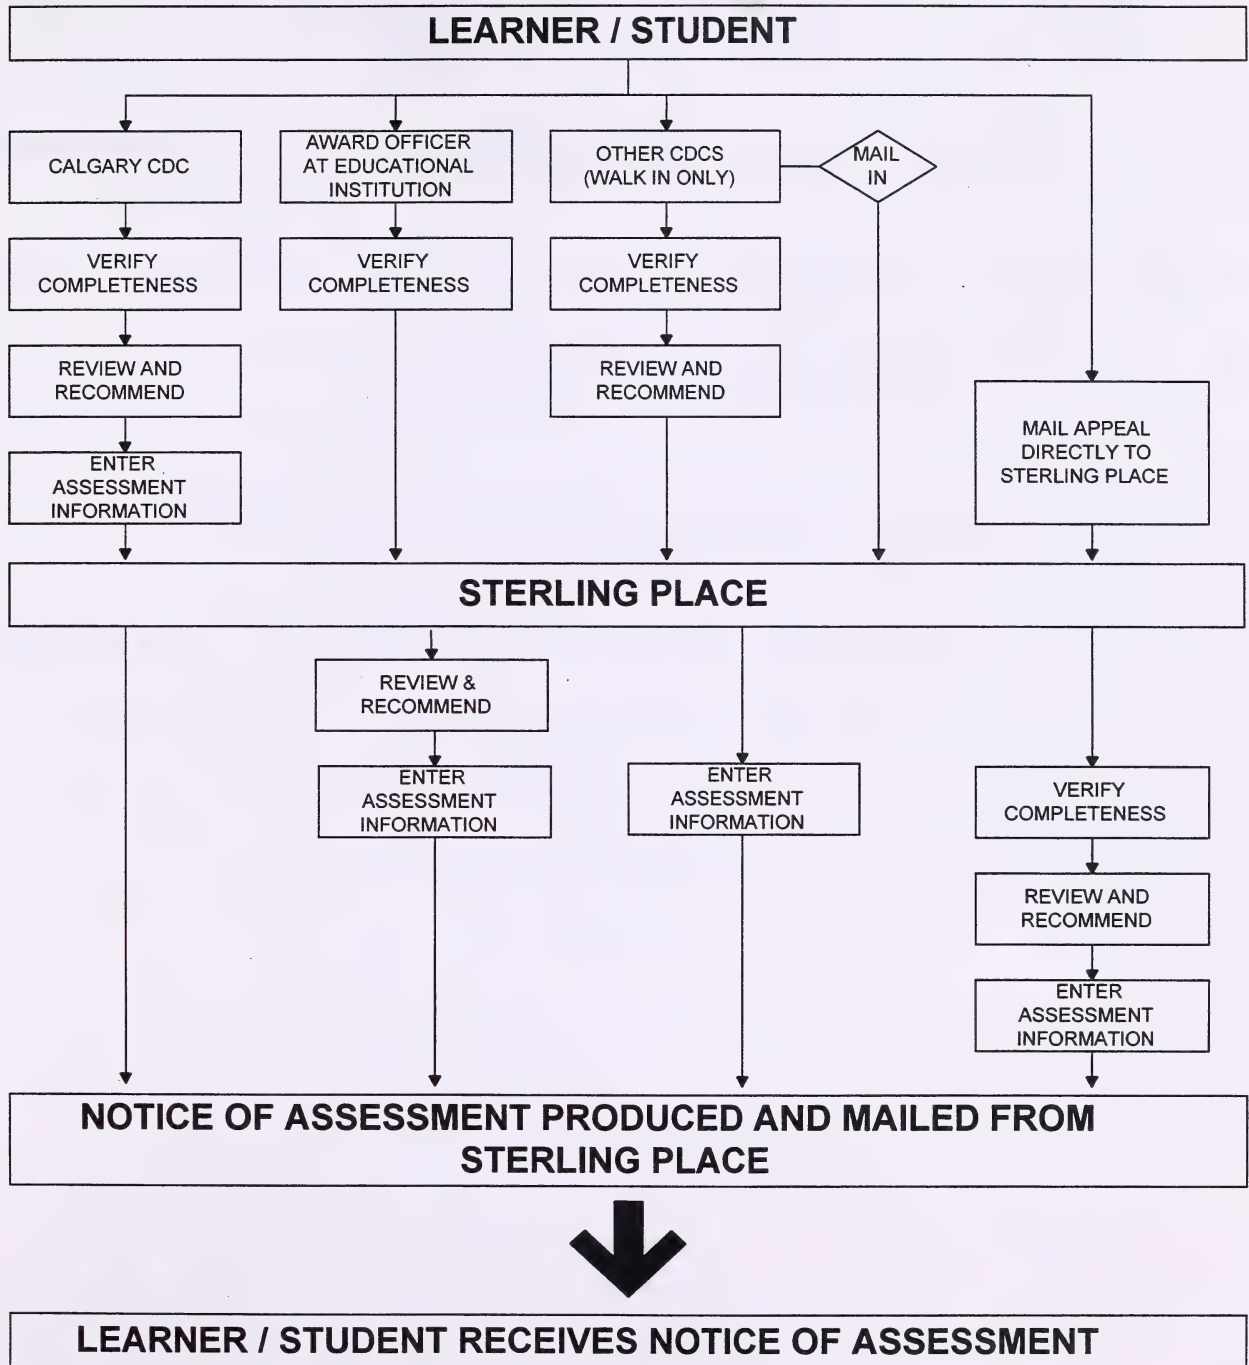 LEARNER / STUDENT
CALGARY CDC
AWARD OFFICER
AT EDUCATIONAL
INSTITUTION
OTHER CDCS
(WALK IN ONLY)
MAIL
IN
VERIFY
COMPLETENESS
VERIFY
COMPLETENESS
VERIFY
COMPLETENESS
REVIEW AND
RECOMMEND
REVIEW AND
RECOMMEND
MAIL APPEAL
DIRECTLY TO
STERLING PLACE
ENTER
ASSESSMENT
INFORMATION
STERLING PLACE
REVIEW &
RECOMMEND
ENTER
ASSESSMENT
INFORMATION
ENTER
ASSESSMENT
INFORMATION
VERIFY
COMPLETENESS
REVIEW AND
RECOMMEND
ENTER
ASSESSMENT
INFORMATION
NOTICE OF ASSESSMENT PRODUCED AND MAILED FROM
STERLING PLACE
LEARNER / STUDENT RECEIVES NOTICE OF ASSESSMENT